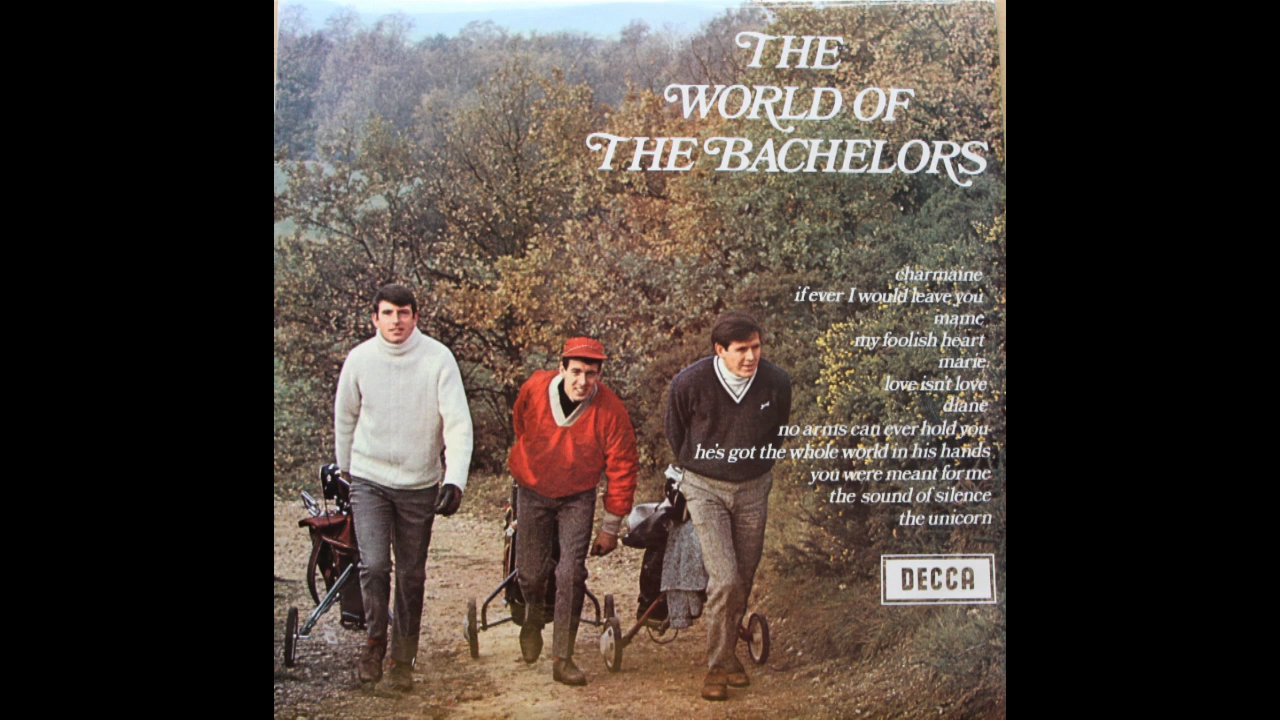 THE
WORLD OF
THE BACHELORS
charmaine
if ever I would leave you
mame
my foolish heart
marie
love isn't love
diane
no arms can ever hold you
he's got the whole world in his hands
you were meant for me
the sound of silence
the unicorn
DECCA